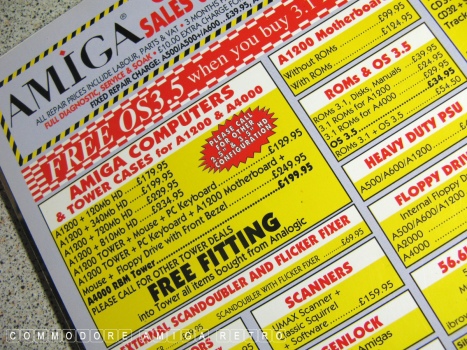 AMIGA®
SALES
ALL REPAIR PRICES INCLUDE LABOUR, PARTS & VAT • 3 MONTHS
FULL DIAGNOSTIC, SERVICE & SOAK • £10.00 EXTRA CHARGE FOR
FIXED REPAIR CHARGE: A500/A500+/A600...£39.95,
FREE OS3.5 when you buy 3.1
AMIGA COMPUTERS
& TOWER CASES for A1200 & A4000
A1200 + 120Mb HD £179.95
A1200 + 340Mb HD £199.95
A1200 + 810Mb HD £229.95
£234.95
A1200 TOWER + Mouse + PC Keyboard £129.95
A1200 TOWER + PC Keyboard + A1200 Motherboard +
Mouse + Floppy Drive with Front Bezel £249.95
A4000 RBM Tower £199.95
PLEASE CALL FOR OTHER TOWER DEALS
FREE FITTING
into Tower all items bought from Analogic
PLEASE CALL
FOR OTHER
CONFIGURATION
A1200 Motherboard
Without ROMs £99.95
With ROMs £124.95
ROMs & OS 3.5
ROMs 3.1, Disks, Manuals £39.95
3.1 ROMs for A1200 £29.95
3.1 ROMs for A4000
OS 3.5 £34.95
ROMs 3.1 + OS 3.5 £54.50
HEAVY DUTY PSU
A500/A600/A1200
FLOPPY DRIVE
Internal Floppy
A500/A600/A1200
A2000
A4000
56.6
EXTERNAL SCANDOUBLER AND FLICKER FIXER
SCANDOUBLER WITH FLICKER FIXER £69.95
SCANNERS
UMAX Scanner +
Classic Squirrel
+ Software £159.95
GENLOCK
Amigas
COMMODORE AMIGA RETRO